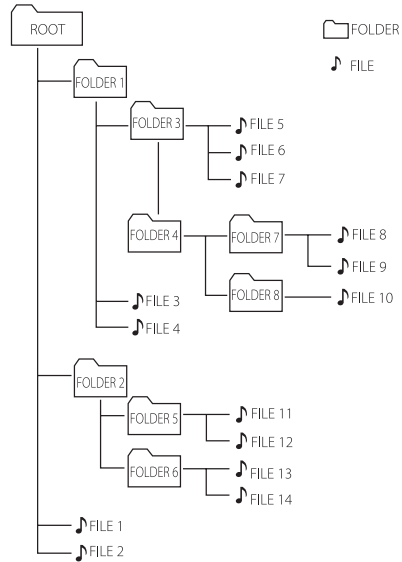 ROOT
FOLDER
FILE
FOLDER 1
FOLDER 3
FILE 5
FILE 6
FILE 7
FOLDER 4
FOLDER 7
FILE 8
FILE 9
FOLDER 8
FILE 10
FILE 3
FILE 4
FOLDER 2
FOLDER 5
FILE 11
FILE 12
FOLDER 6
FILE 13
FILE 14
FILE 1
FILE 2